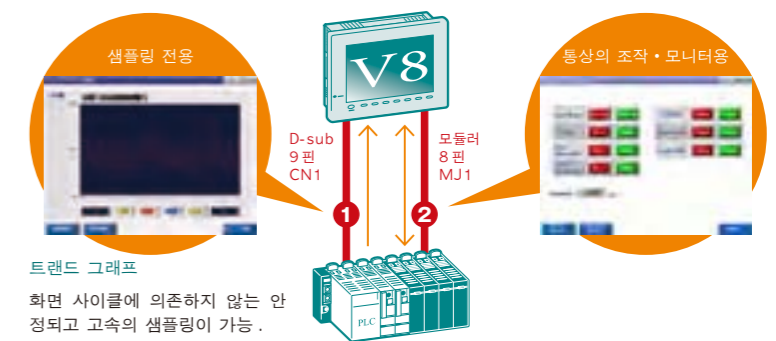 샘플링 전용
V8
통상의 조작・모니터용
D-sub
9핀
CN1
모듈러
8핀
MJ1
1
2
트랜드 그래프
화면 사이클에 의존하지 않는 안
정되고 고속의 샘플링이 가능.
PLC